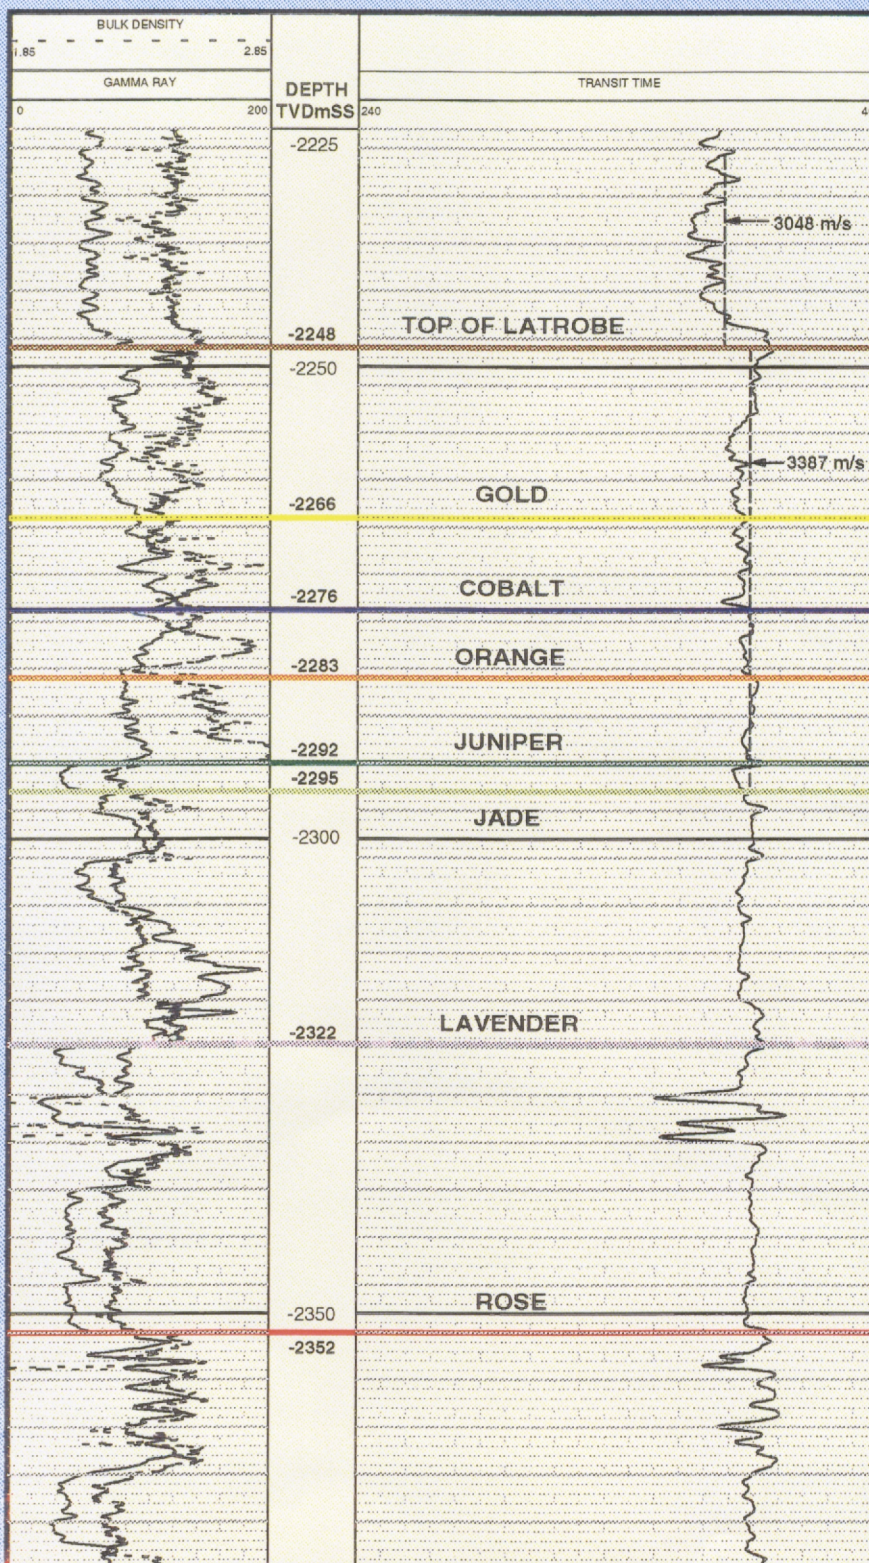 BULK DENSITY
1.85 2.85
GAMMA RAY
DEPTH
TVDmSS
TRANSIT TIME
0 200
240
-2225
3048 m/s
TOP OF LATROBE
-2248
-2250
3387 m/s
GOLD
-2266
COBALT
-2276
ORANGE
-2283
JUNIPER
-2292
-2295
JADE
-2300
LAVENDER
-2322
ROSE
-2350
-2352